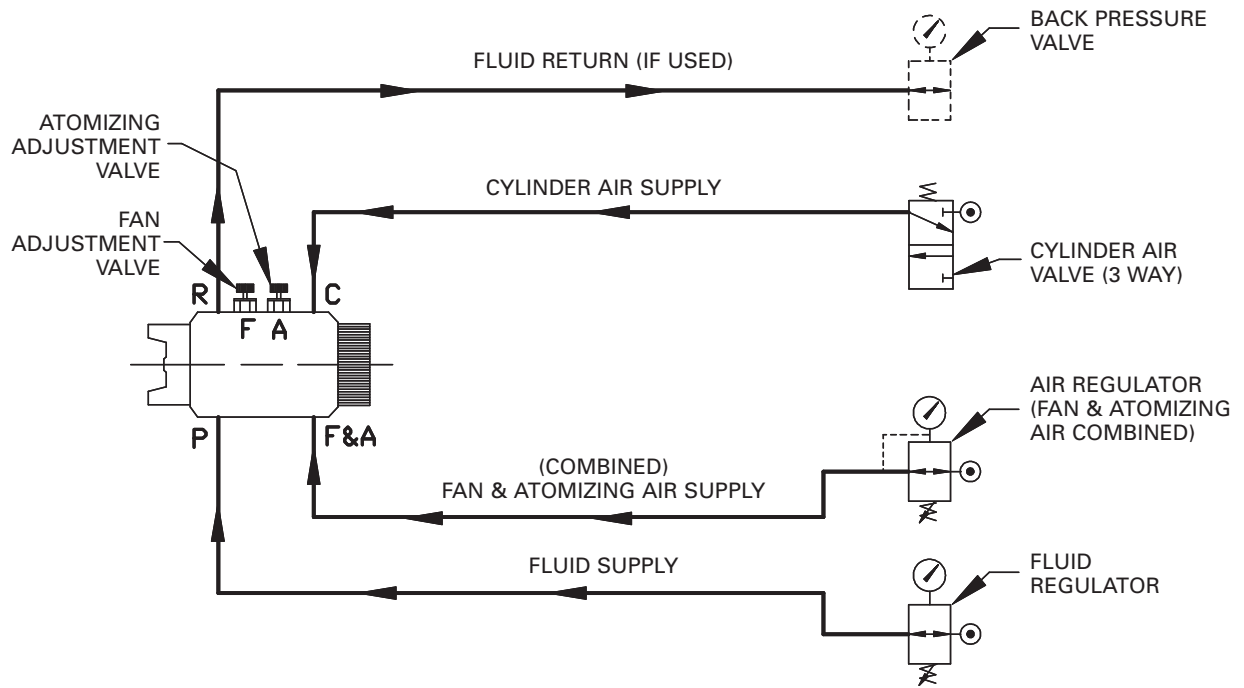 BACK PRESSURE
VALVE
FLUID RETURN (IF USED)
ATOMIZING
ADJUSTMENT
VALVE
CYLINDER AIR SUPPLY
FAN
ADJUSTMENT
VALVE
CYLINDER AIR
VALVE (3 WAY)
R
C
F
A
AIR REGULATOR
(FAN & ATOMIZING
AIR COMBINED)
P
F&A
(COMBINED)
FAN & ATOMIZING AIR SUPPLY
FLUID SUPPLY
FLUID
REGULATOR